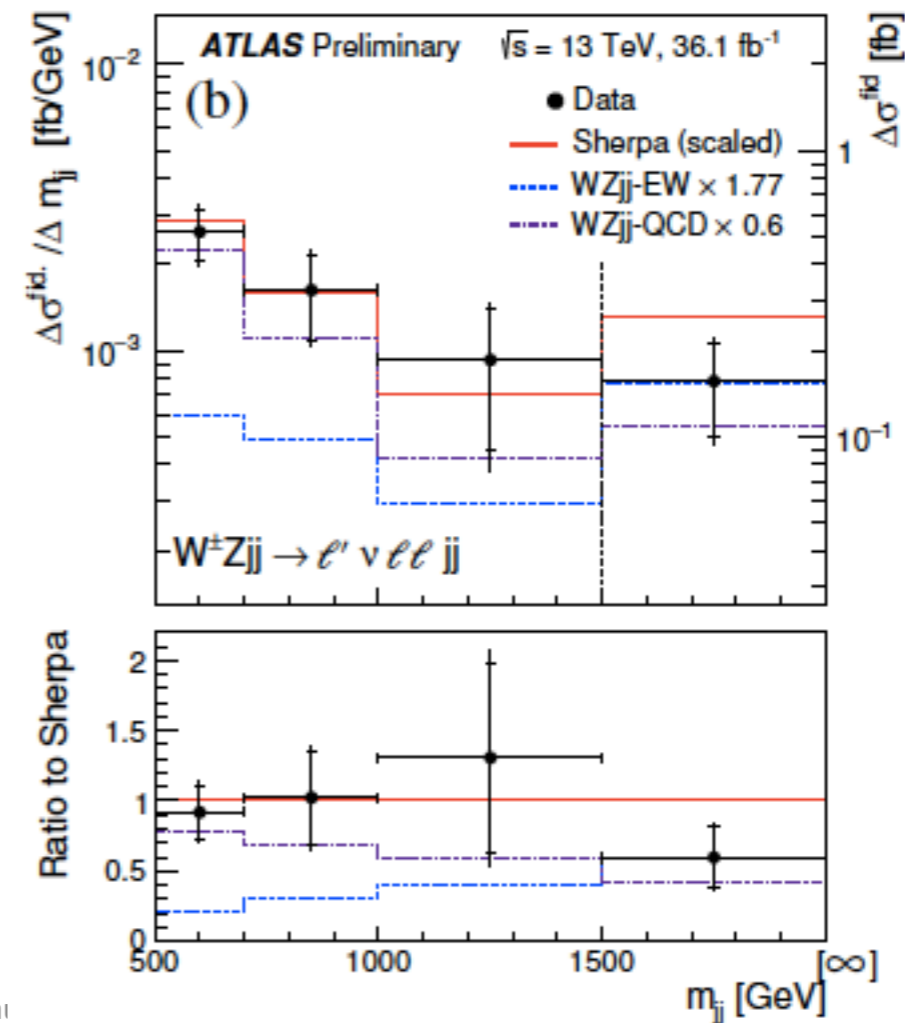 ATLAS Preliminary √s = 13 TeV, 36.1 fb⁻¹
(b)
Data
Sherpa (scaled)
WZjj-EW × 1.77
WZjj-QCD × 0.6
W±Zjj → ℓ' ν ℓℓ jj
Δσ^fid. /Δ m_jj [fb/GeV]
10⁻²
10⁻³
Δσ^fid [fb]
1
10⁻¹
Ratio to Sherpa
2
1.5
1
0.5
0
500 1000 1500 [∞]
m_jj [GeV]